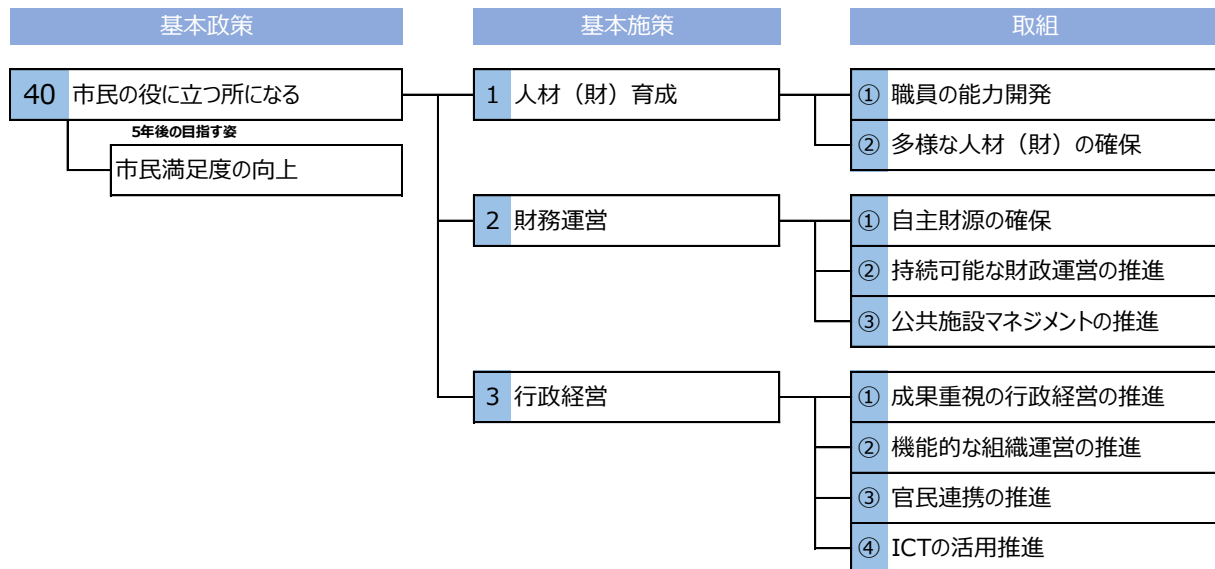 基本政策
基本施策
取組
40 市民の役に立つ所になる
5年後の目指す姿
市民満足度の向上
1 人材（財）育成
① 職員の能力開発
② 多様な人材（財）の確保
2 財務運営
① 自主財源の確保
② 持続可能な財政運営の推進
③ 公共施設マネジメントの推進
3 行政経営
① 成果重視の行政経営の推進
② 機能的な組織運営の推進
③ 官民連携の推進
④ ICTの活用推進